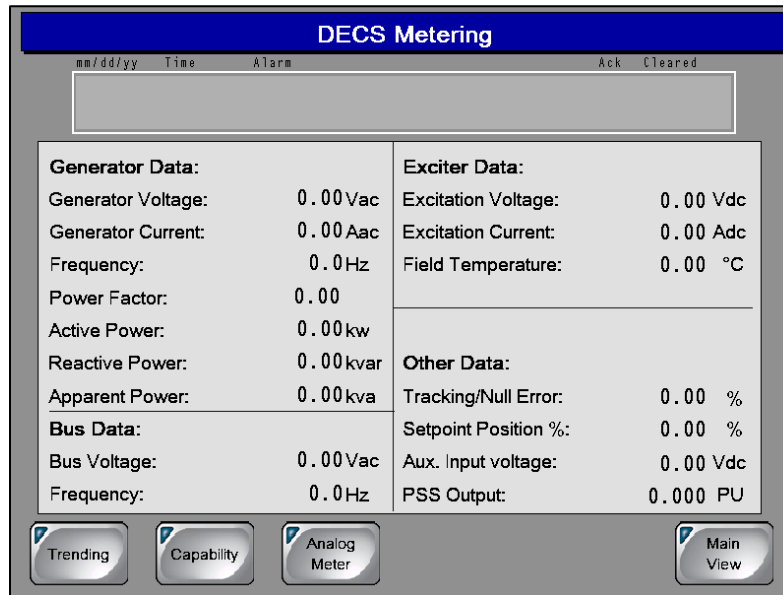 DECS Metering
mm/dd/yy Time Alarm Ack Cleared
Generator Data:
Generator Voltage: 0.00 Vac
Generator Current: 0.00 Aac
Frequency: 0.0 Hz
Power Factor: 0.00
Active Power: 0.00 kw
Reactive Power: 0.00 kvar
Apparent Power: 0.00 kva
Bus Data:
Bus Voltage: 0.00 Vac
Frequency: 0.0 Hz
Exciter Data:
Excitation Voltage: 0.00 Vdc
Excitation Current: 0.00 Adc
Field Temperature: 0.00 °C
Other Data:
Tracking/Null Error: 0.00 %
Setpoint Position %: 0.00 %
Aux. Input voltage: 0.00 Vdc
PSS Output: 0.000 PU
Trending
Capability
Analog
Meter
Main
View